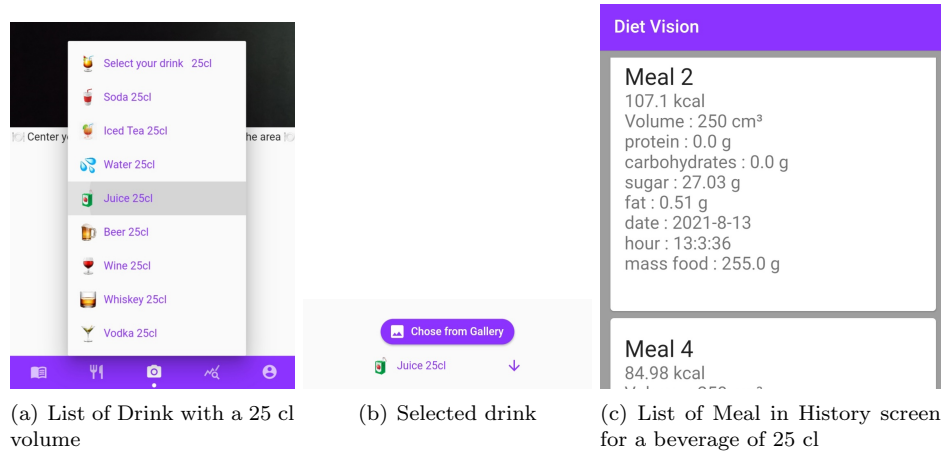 Select your drink 25cl
Soda 25cl
Iced Tea 25cl
Center y
he area
Water 25cl
Juice 25cl
Beer 25cl
Wine 25cl
Whiskey 25cl
Vodka 25cl
(a) List of Drink with a 25 cl
volume
Chose from Gallery
Juice 25cl
(b) Selected drink
Diet Vision
Meal 2
107.1 kcal
Volume : 250 cm³
protein : 0.0 g
carbohydrates : 0.0 g
sugar : 27.03 g
fat : 0.51 g
date : 2021-8-13
hour : 13:3:36
mass food : 255.0 g
Meal 4
84.98 kcal
(c) List of Meal in History screen
for a beverage of 25 cl